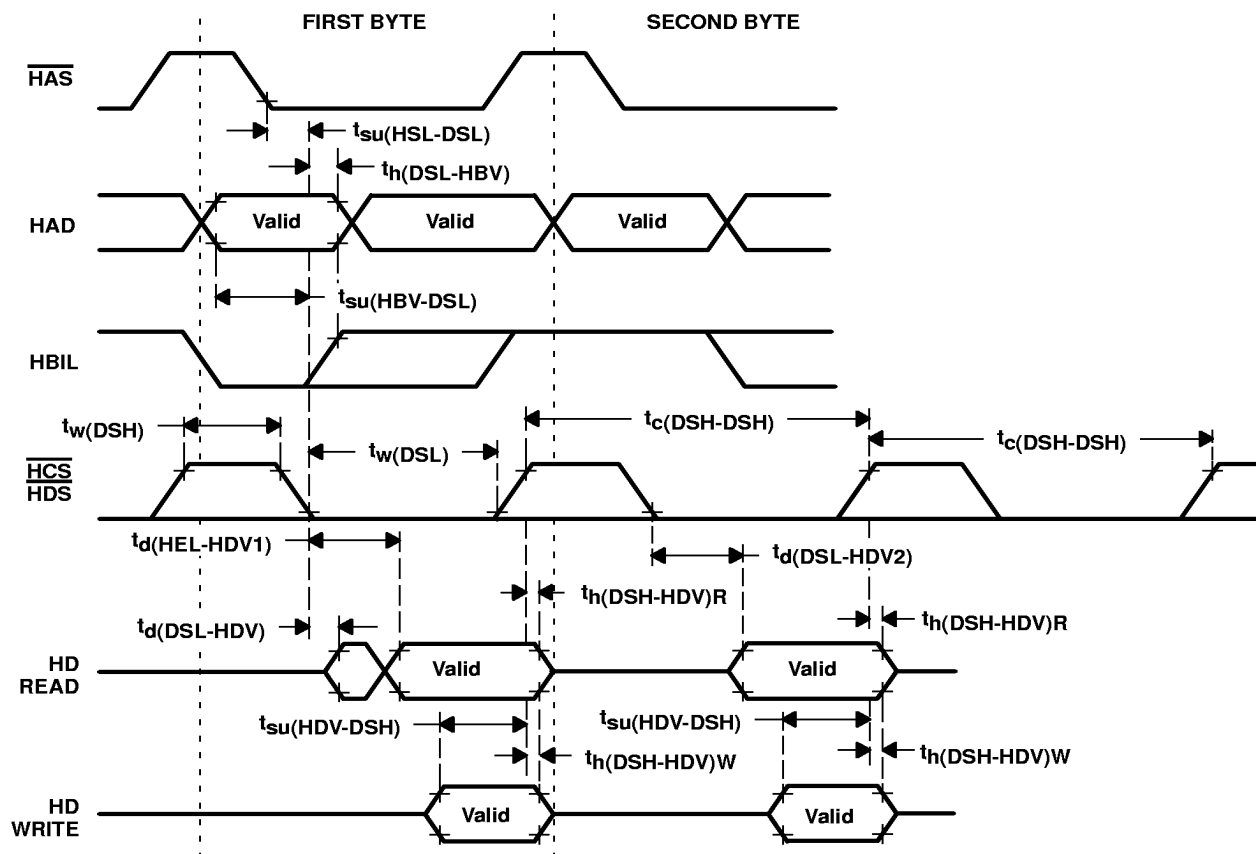 FIRST BYTE SECOND BYTE
HAS
tsu(HSL-DSL)
th(DSL-HBV)
HAD Valid Valid Valid
tsu(HBV-DSL)
HBIL
tw(DSH) tw(DSL) tc(DSH-DSH) tc(DSH-DSH)
HCS
HDS
td(HEL-HDV1) td(DSL-HDV2)
th(DSH-HDV)R
td(DSL-HDV) th(DSH-HDV)R
HD
READ Valid Valid
tsu(HDV-DSH) tsu(HDV-DSH)
th(DSH-HDV)W th(DSH-HDV)W
HD
WRITE Valid Valid